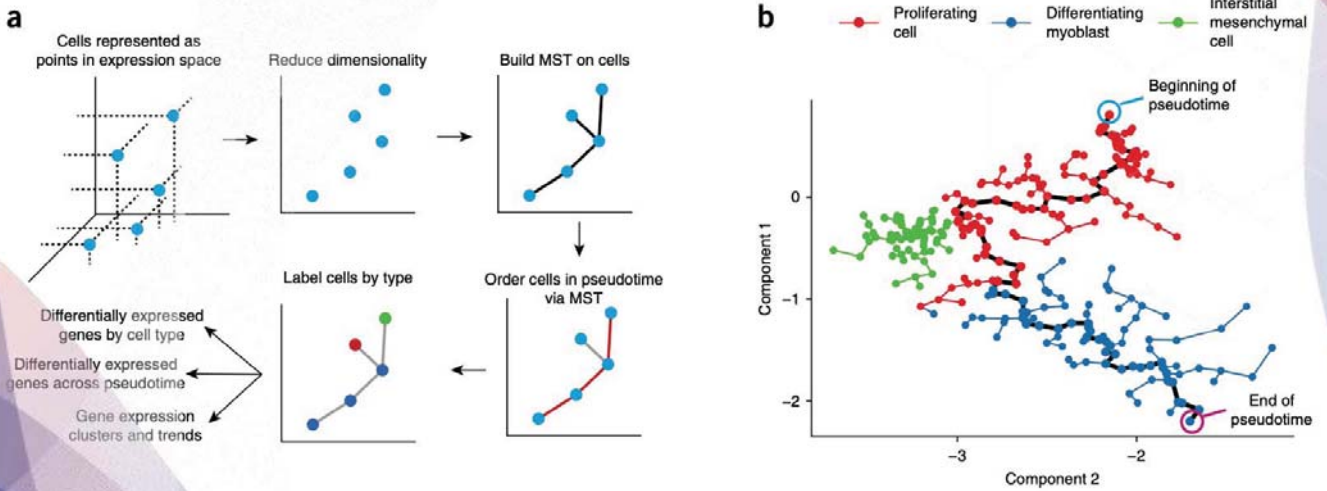 a
Cells represented as
points in expression space
Reduce dimensionality
Build MST on cells
Order cells in pseudotime
via MST
Label cells by type
Differentially expressed
genes by cell type
Differentially expressed
genes across pseudotime
Gene expression
clusters and trends
b
Proliferating
cell
Differentiating
myoblast
Interstitial
mesenchymal
cell
Beginning of
pseudotime
0
−1
−2
Component 1
End of
pseudotime
−3
−2
Component 2